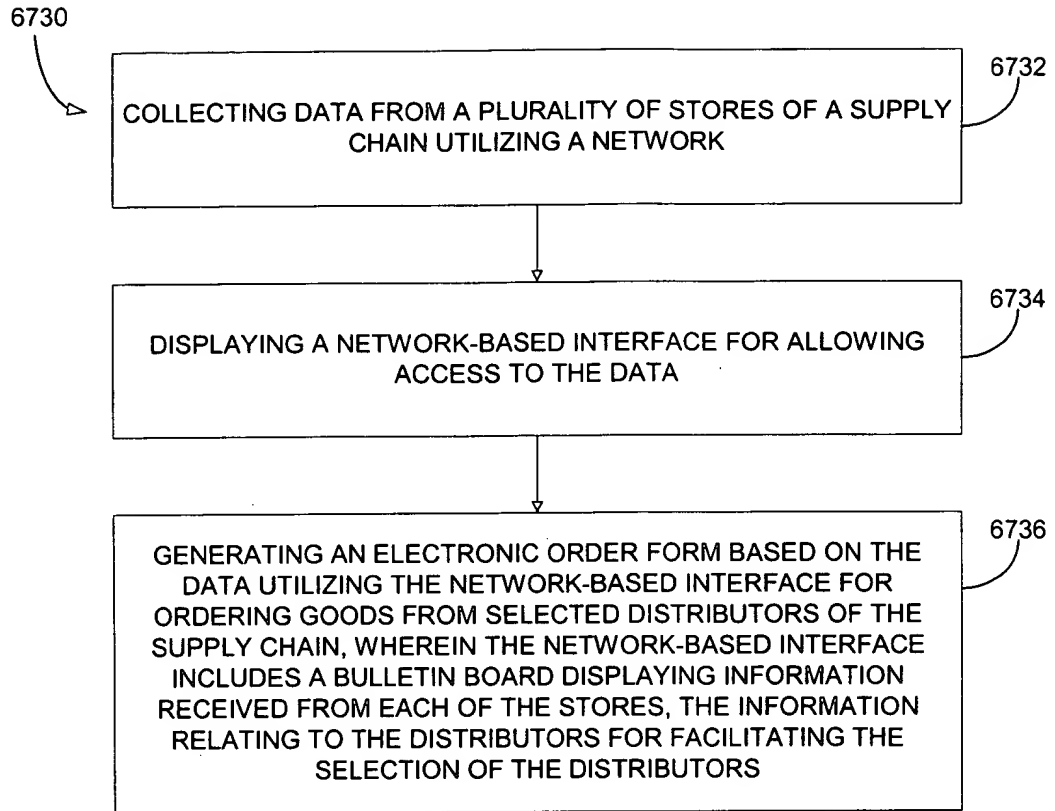 6730
6732
COLLECTING DATA FROM A PLURALITY OF STORES OF A SUPPLY
CHAIN UTILIZING A NETWORK
6734
DISPLAYING A NETWORK-BASED INTERFACE FOR ALLOWING
ACCESS TO THE DATA
6736
GENERATING AN ELECTRONIC ORDER FORM BASED ON THE
DATA UTILIZING THE NETWORK-BASED INTERFACE FOR
ORDERING GOODS FROM SELECTED DISTRIBUTORS OF THE
SUPPLY CHAIN, WHEREIN THE NETWORK-BASED INTERFACE
INCLUDES A BULLETIN BOARD DISPLAYING INFORMATION
RECEIVED FROM EACH OF THE STORES, THE INFORMATION
RELATING TO THE DISTRIBUTORS FOR FACILITATING THE
SELECTION OF THE DISTRIBUTORS